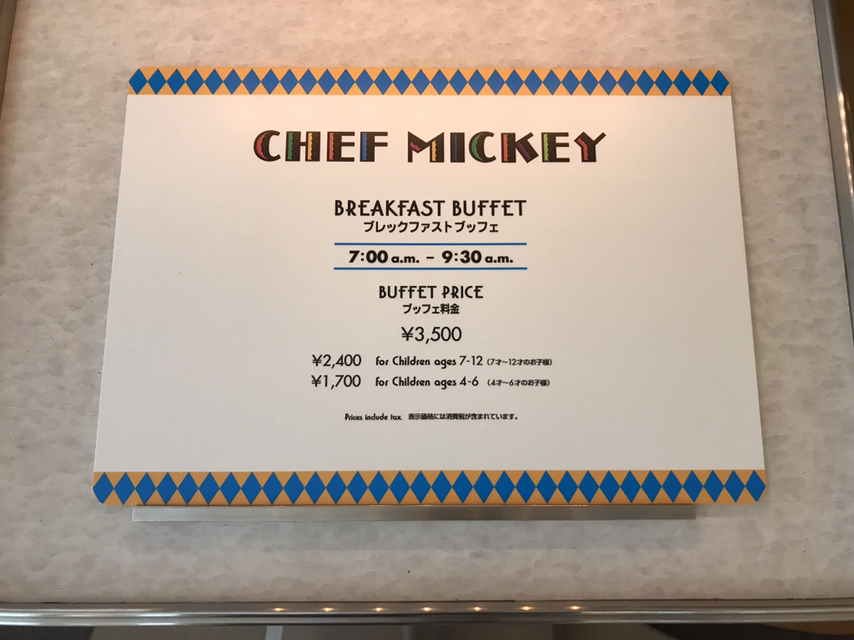 CHEF MICKEY
BREAKFAST BUFFET
ブレックファストブッフェ
7:00 a.m. – 9:30 a.m.
BUFFET PRICE
ブッフェ料金
¥3,500
¥2,400 for Children ages 7-12 (7才〜12才のお子様)
¥1,700 for Children ages 4-6 (4才〜6才のお子様)
Prices include tax. 表示価格には消費税が含まれています。